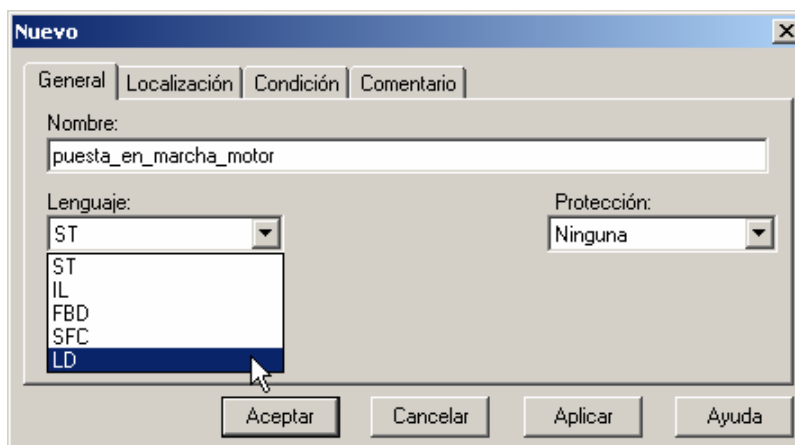 Nuevo
General Localización Condición Comentario
Nombre:
puesta_en_marcha_motor
Lenguaje: Protección:
ST Ninguna
ST
IL
FBD
SFC
LD
Aceptar Cancelar Aplicar Ayuda